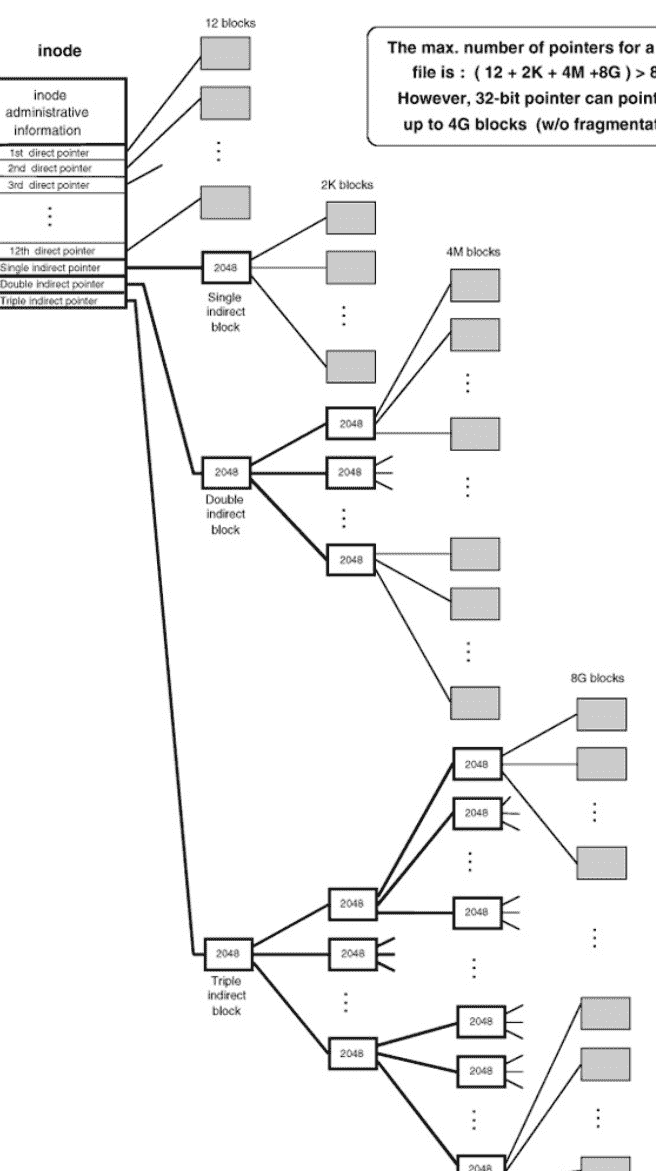 12 blocks
inode
The max. number of pointers for a
file is : ( 12 + 2K + 4M +8G ) > 8
However, 32-bit pointer can point
up to 4G blocks (w/o fragmentat
inode
administrative
information
1st direct pointer
2nd direct pointer
3rd direct pointer
12th direct pointer
Single indirect pointer
Double indirect pointer
Triple indirect pointer
2K blocks
4M blocks
2048
Single
indirect
block
2048
2048
2048
Double
indirect
block
2048
8G blocks
2048
2048
2048
2048
2048
2048
Triple
indirect
block
2048
2048
2048
2048